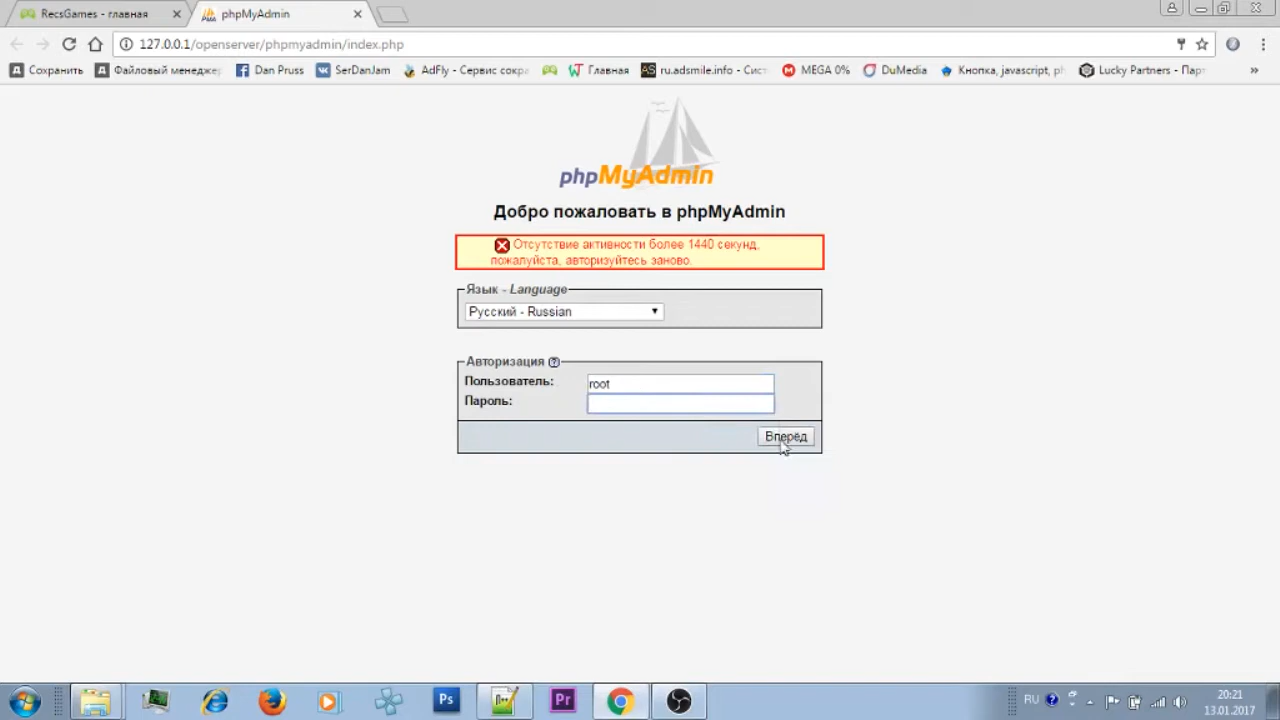 RecsGames - главная
phpMyAdmin
127.0.0.1/openserver/phpmyadmin/index.php
Сохранить
Файловый менедже
Dan Pruss
SerDanJam
AdFly - Сервис сокра
Главная
ru.adsmile.info - Сист
MEGA 0%
DuMedia
Кнопка, javascript, ph
Lucky Partners - Парт
»
phpMyAdmin
Добро пожаловать в phpMyAdmin
Отсутствие активности более 1440 секунд,
пожалуйста, авторизуйтесь заново.
Язык - Language
Русский - Russian
Авторизация
Пользователь:
root
Пароль:
Вперёд
Ps
Pr
RU
20:21
13.01.2017